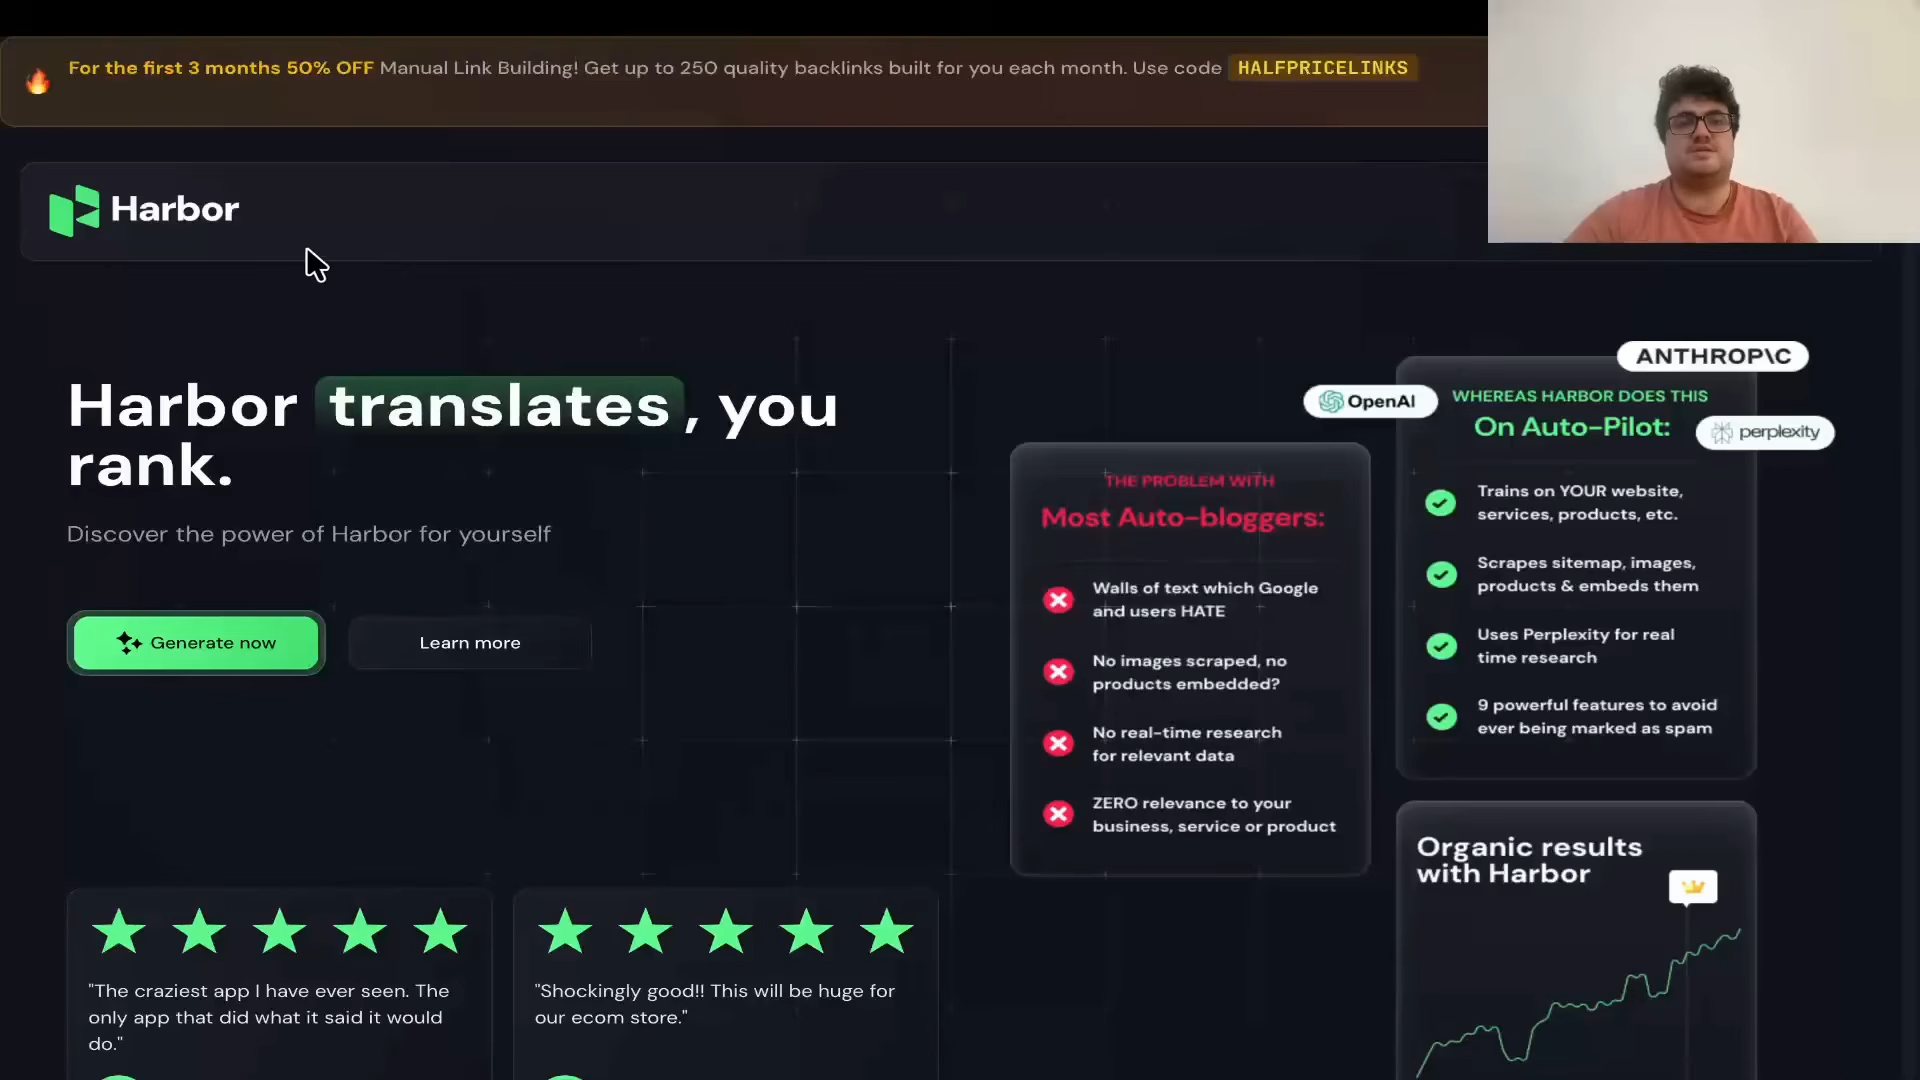 For the first 3 months 50% OFF Manual Link Building! Get up to 250 quality backlinks built for you each month. Use code HALFPRICELINKS
Harbor
Harbor translates, you
rank.
Discover the power of Harbor for yourself
Generate now
Learn more
THE PROBLEM WITH
Most Auto-bloggers:
Walls of text which Google
and users HATE
No images scraped, no
products embedded?
No real-time research
for relevant data
ZERO relevance to your
business, service or product
ANTHROP\C
OpenAI
perplexity
WHEREAS HARBOR DOES THIS
On Auto-Pilot:
Trains on YOUR website,
services, products, etc.
Scrapes sitemap, images,
products & embeds them
Uses Perplexity for real
time research
9 powerful features to avoid
ever being marked as spam
Organic results
with Harbor
"The craziest app I have ever seen. The
only app that did what it said it would
do."
"Shockingly good!! This will be huge for
our ecom store."